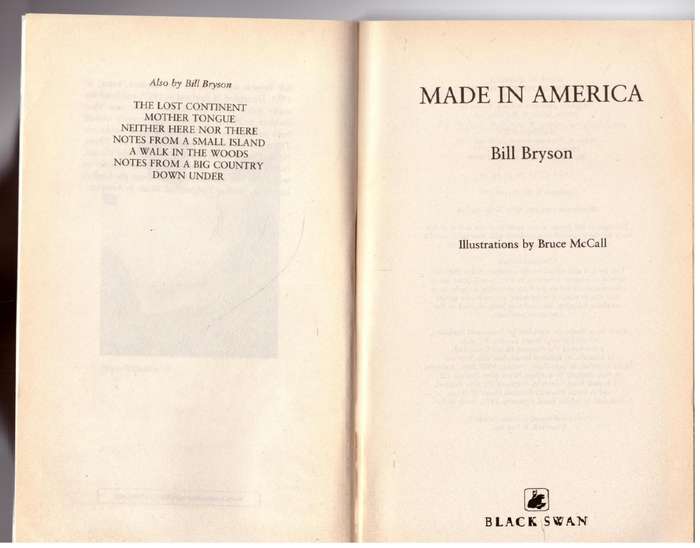 Also by Bill Bryson
THE LOST CONTINENT
MOTHER TONGUE
NEITHER HERE NOR THERE
NOTES FROM A SMALL ISLAND
A WALK IN THE WOODS
NOTES FROM A BIG COUNTRY
DOWN UNDER
MADE IN AMERICA
Bill Bryson
Illustrations by Bruce McCall
BLACK SWAN